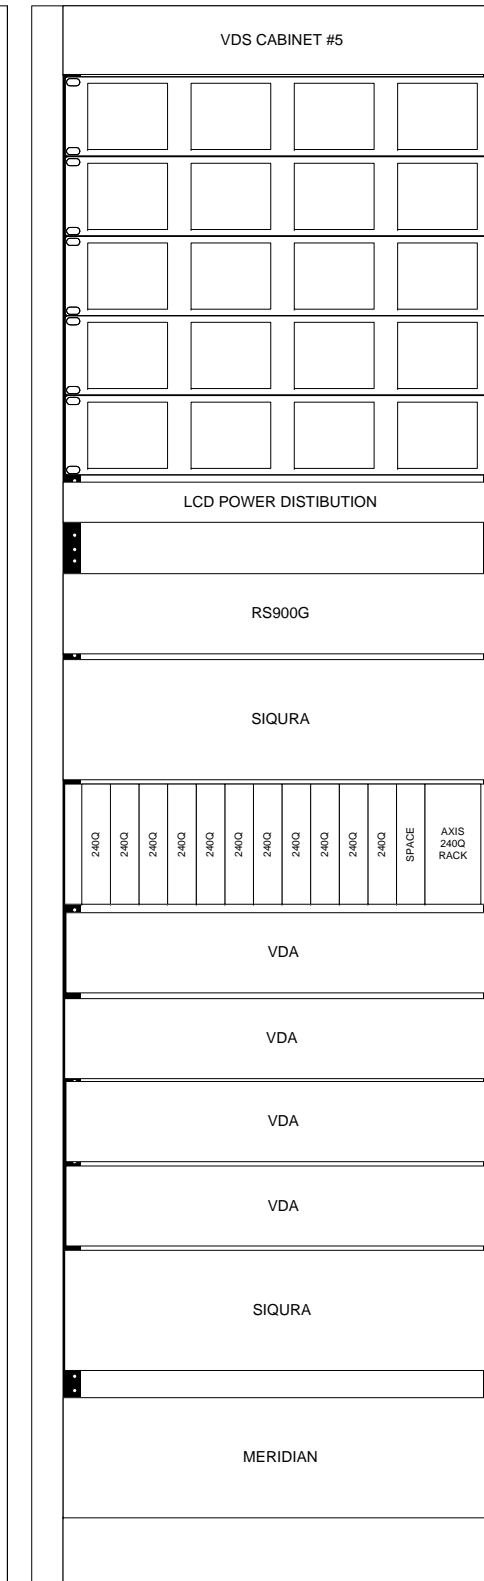 VDS CABINET #5
LCD POWER DISTIBUTION
RS900G
SIQURA
240Q
240Q
240Q
240Q
240Q
240Q
240Q
240Q
240Q
240Q
240Q
SPACE
AXIS
240Q
RACK
VDA
VDA
VDA
VDA
SIQURA
MERIDIAN